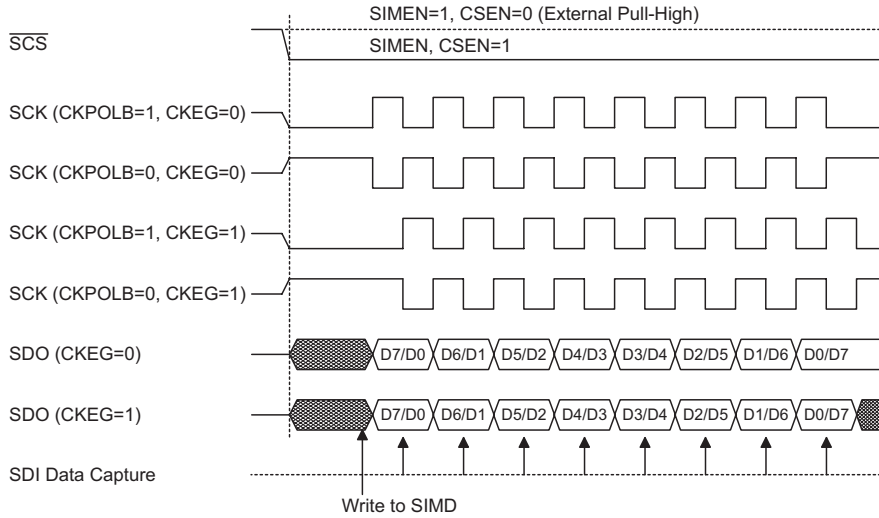 SIMEN=1, CSEN=0 (External Pull-High)
SCS
SIMEN, CSEN=1
SCK (CKPOLB=1, CKEG=0)
SCK (CKPOLB=0, CKEG=0)
SCK (CKPOLB=1, CKEG=1)
SCK (CKPOLB=0, CKEG=1)
SDO (CKEG=0) D7/D0 D6/D1 D5/D2 D4/D3 D3/D4 D2/D5 D1/D6 D0/D7
SDO (CKEG=1) D7/D0 D6/D1 D5/D2 D4/D3 D3/D4 D2/D5 D1/D6 D0/D7
SDI Data Capture
Write to SIMD